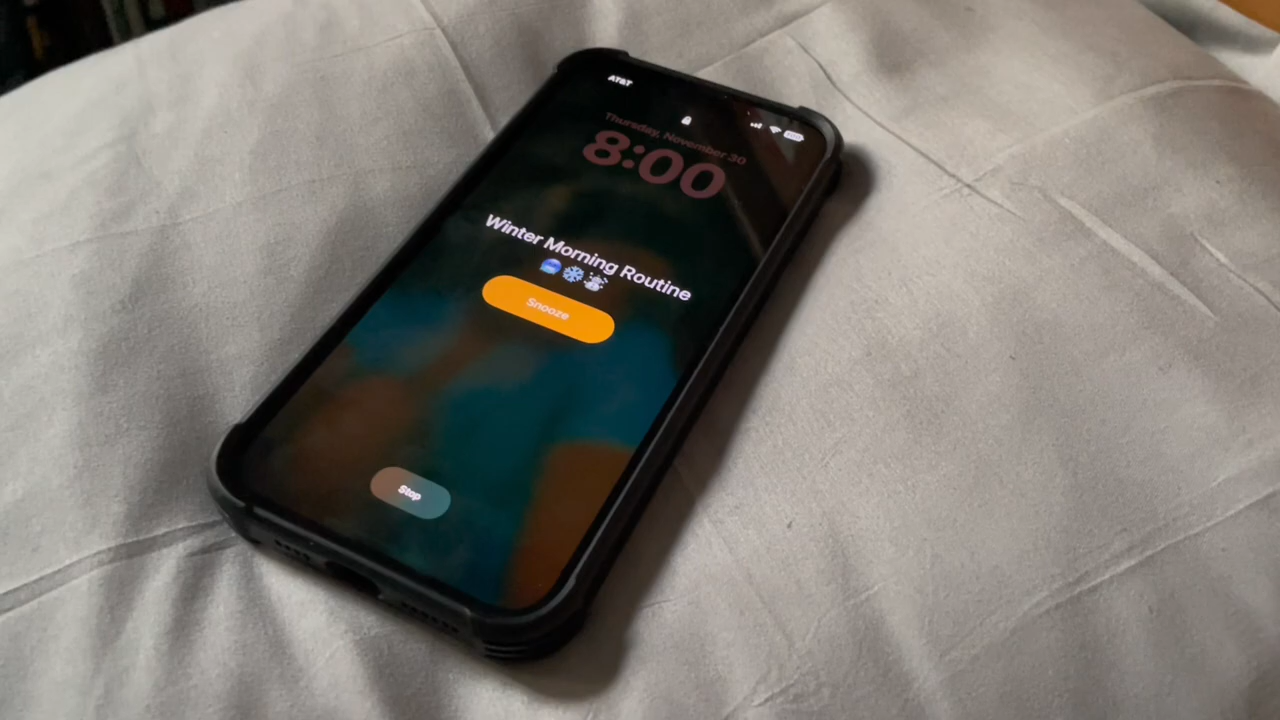 AT&T
Thursday, November 30
8:00
Winter Morning Routine
🥶❄️☃️
Snooze
Stop